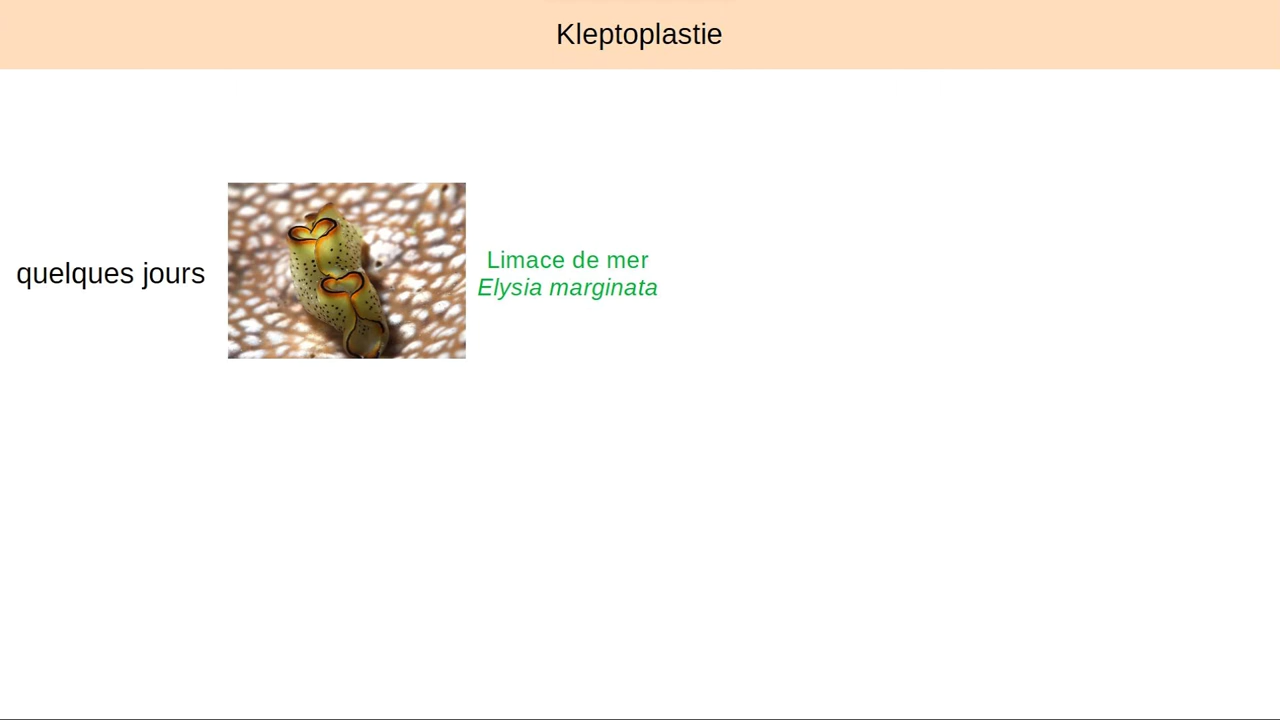 Kleptoplastie
quelques jours
Limace de mer
Elysia marginata